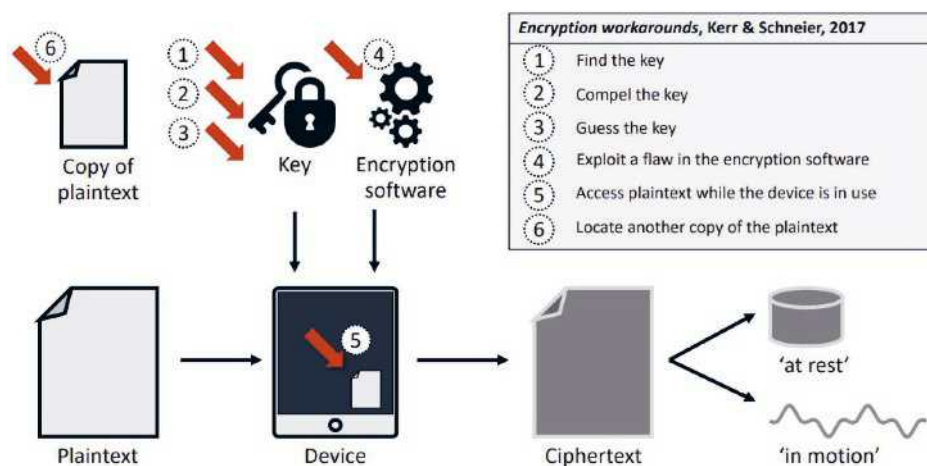 6
Copy of
plaintext
1
2
3
Key
4
Encryption
software
Encryption workarounds, Kerr & Schneier, 2017
1 Find the key
2 Compel the key
3 Guess the key
4 Exploit a flaw in the encryption software
5 Access plaintext while the device is in use
6 Locate another copy of the plaintext
Plaintext
5
Device
Ciphertext
'at rest'
'in motion'